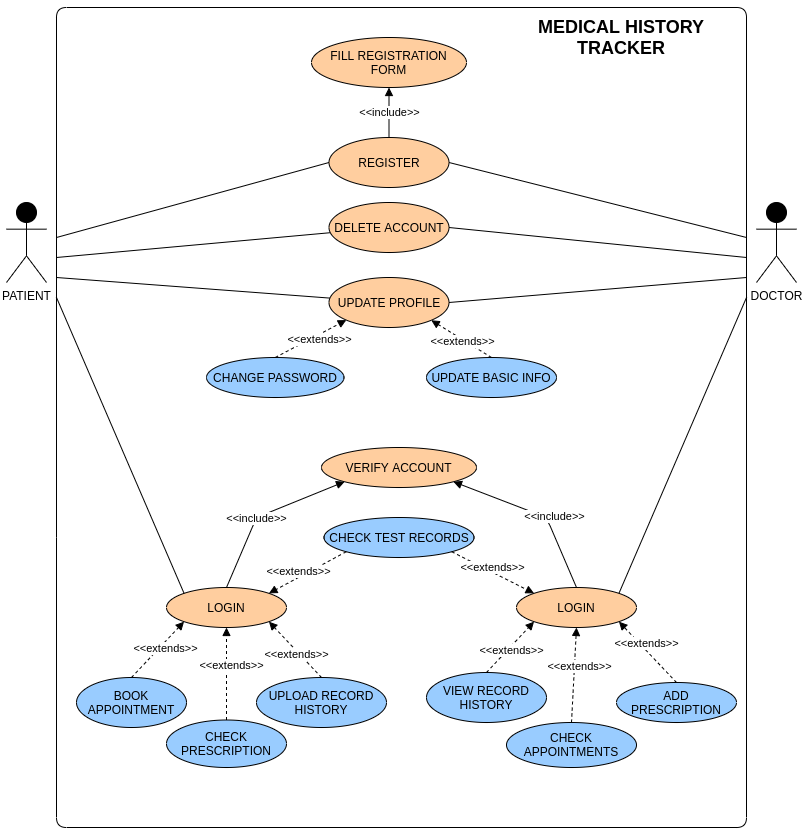 MEDICAL HISTORY
TRACKER
FILL REGISTRATION
FORM
<<include>>
REGISTER
DELETE ACCOUNT
PATIENT
DOCTOR
UPDATE PROFILE
<<extends>>
<<extends>>
CHANGE PASSWORD
UPDATE BASIC INFO
VERIFY ACCOUNT
<<include>>
<<include>>
CHECK TEST RECORDS
<<extends>>
<<extends>>
LOGIN
LOGIN
<<extends>>
<<extends>>
<<extends>>
<<extends>>
<<extends>>
<<extends>>
BOOK
APPOINTMENT
UPLOAD RECORD
HISTORY
VIEW RECORD
HISTORY
ADD
PRESCRIPTION
CHECK
PRESCRIPTION
CHECK
APPOINTMENTS